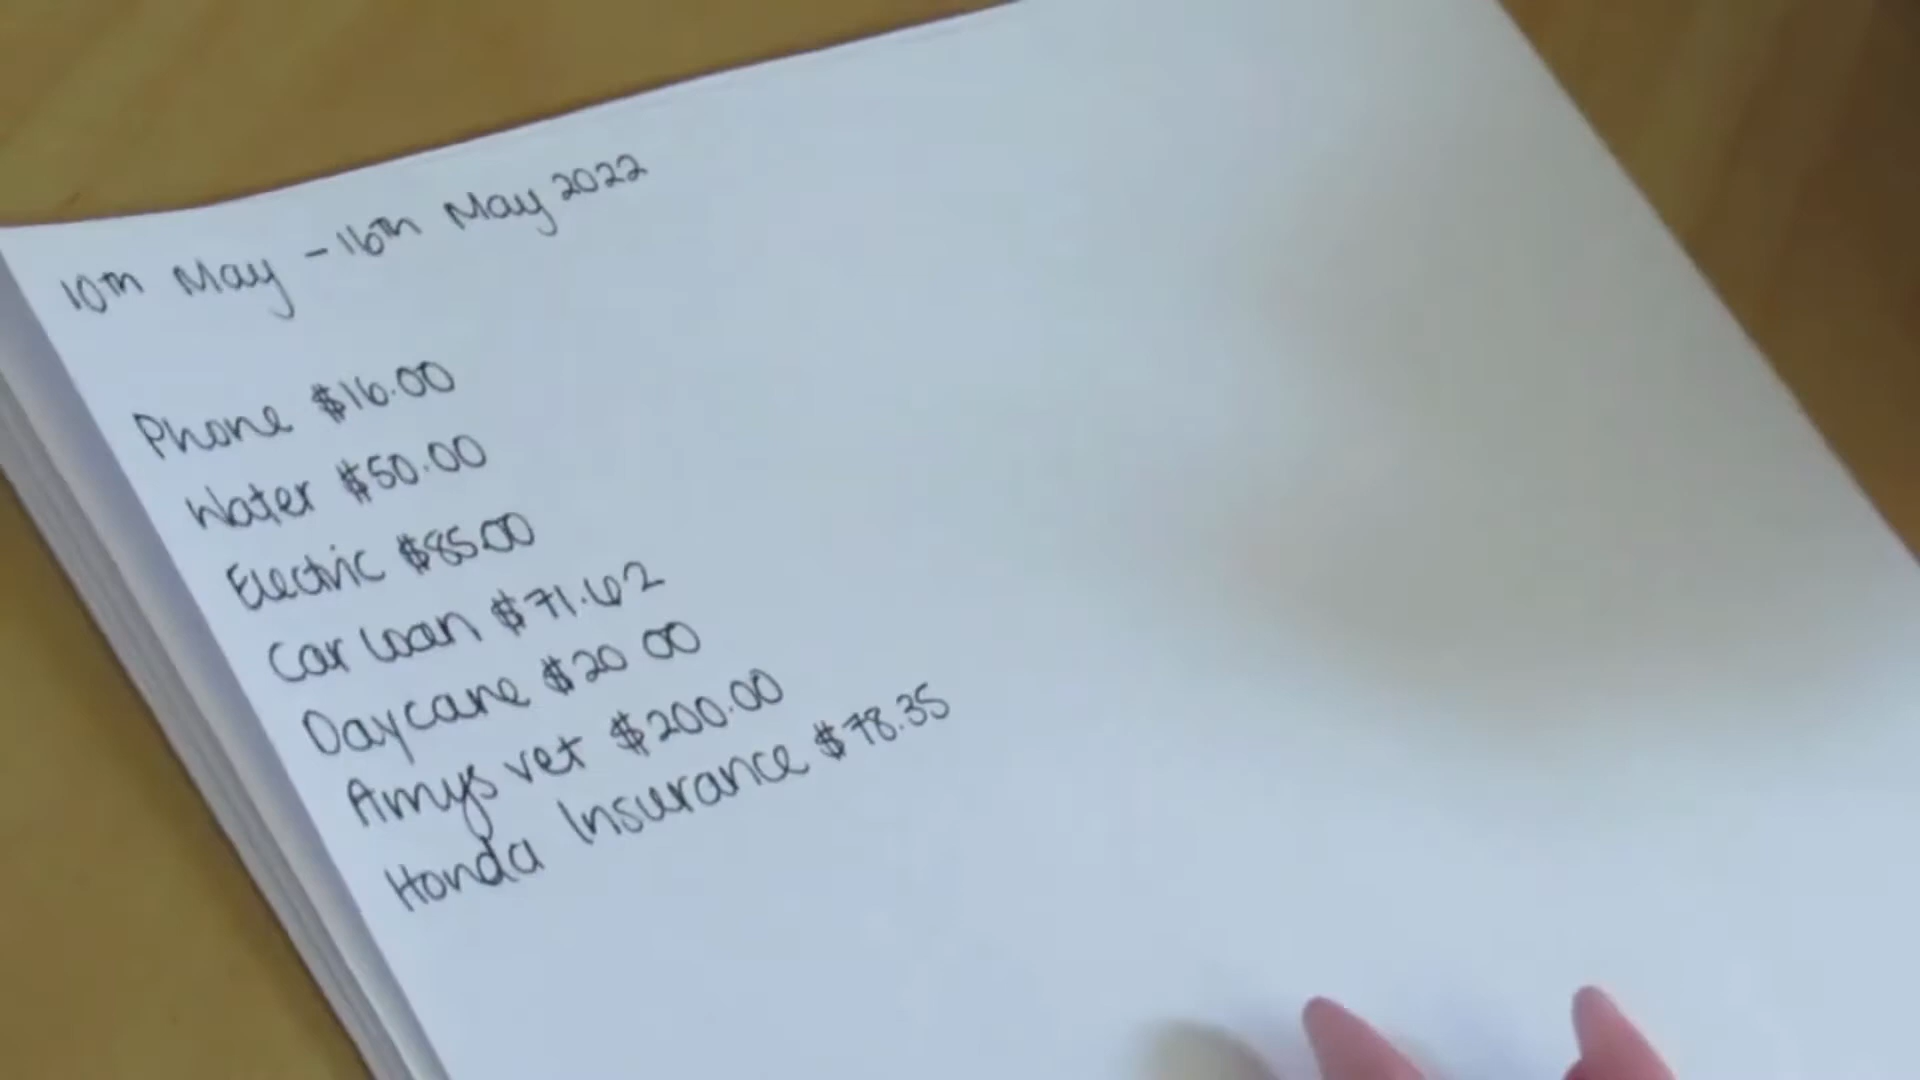 10th May - 16th May 2022
Phone $16.00
Water $50.00
Electric $85.00
Car Loan $71.62
Daycare $20 00
Amys vet $200.00
Honda Insurance $78.35